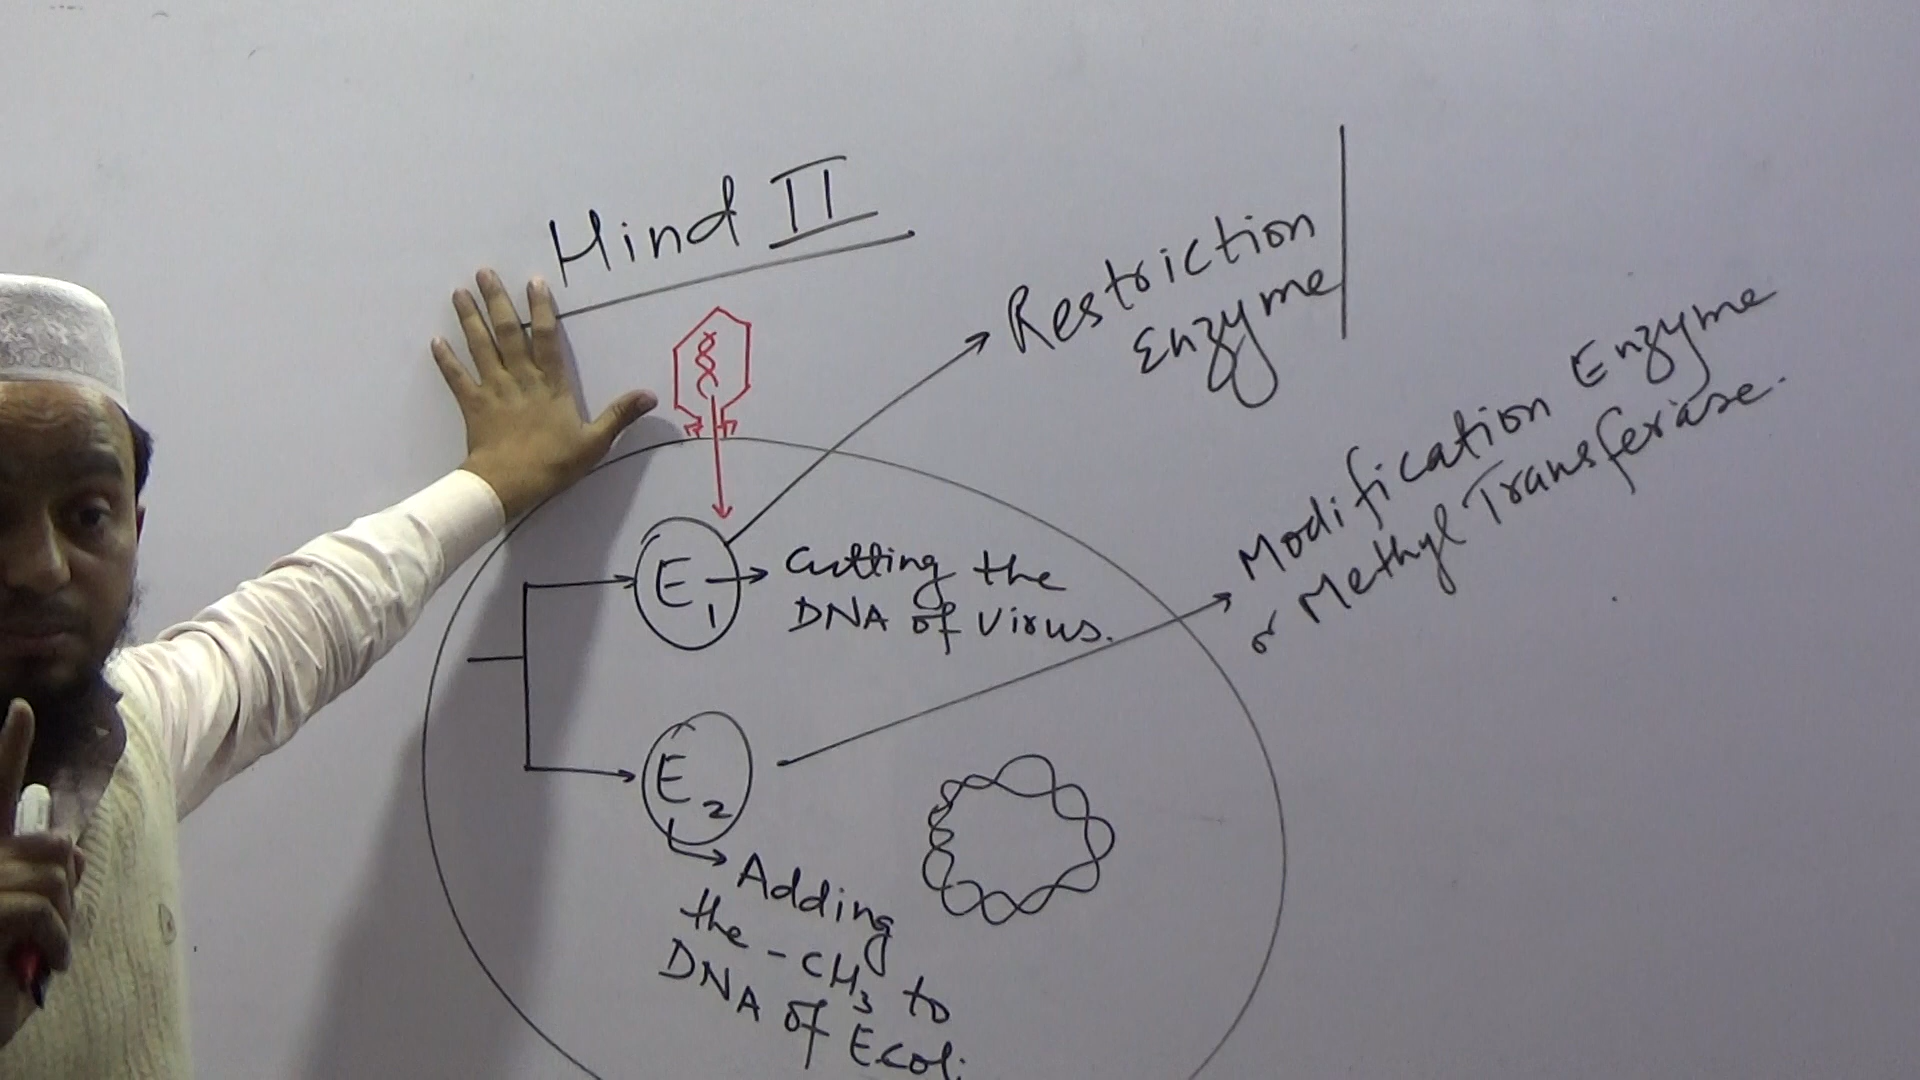 Hind II
Restriction
Enzyme
Modification Enzyme
or Methyl Transferiase.
E1 → Cutting the
DNA of Virus.
E2
Adding
the -CH3 to
DNA of Ecoli